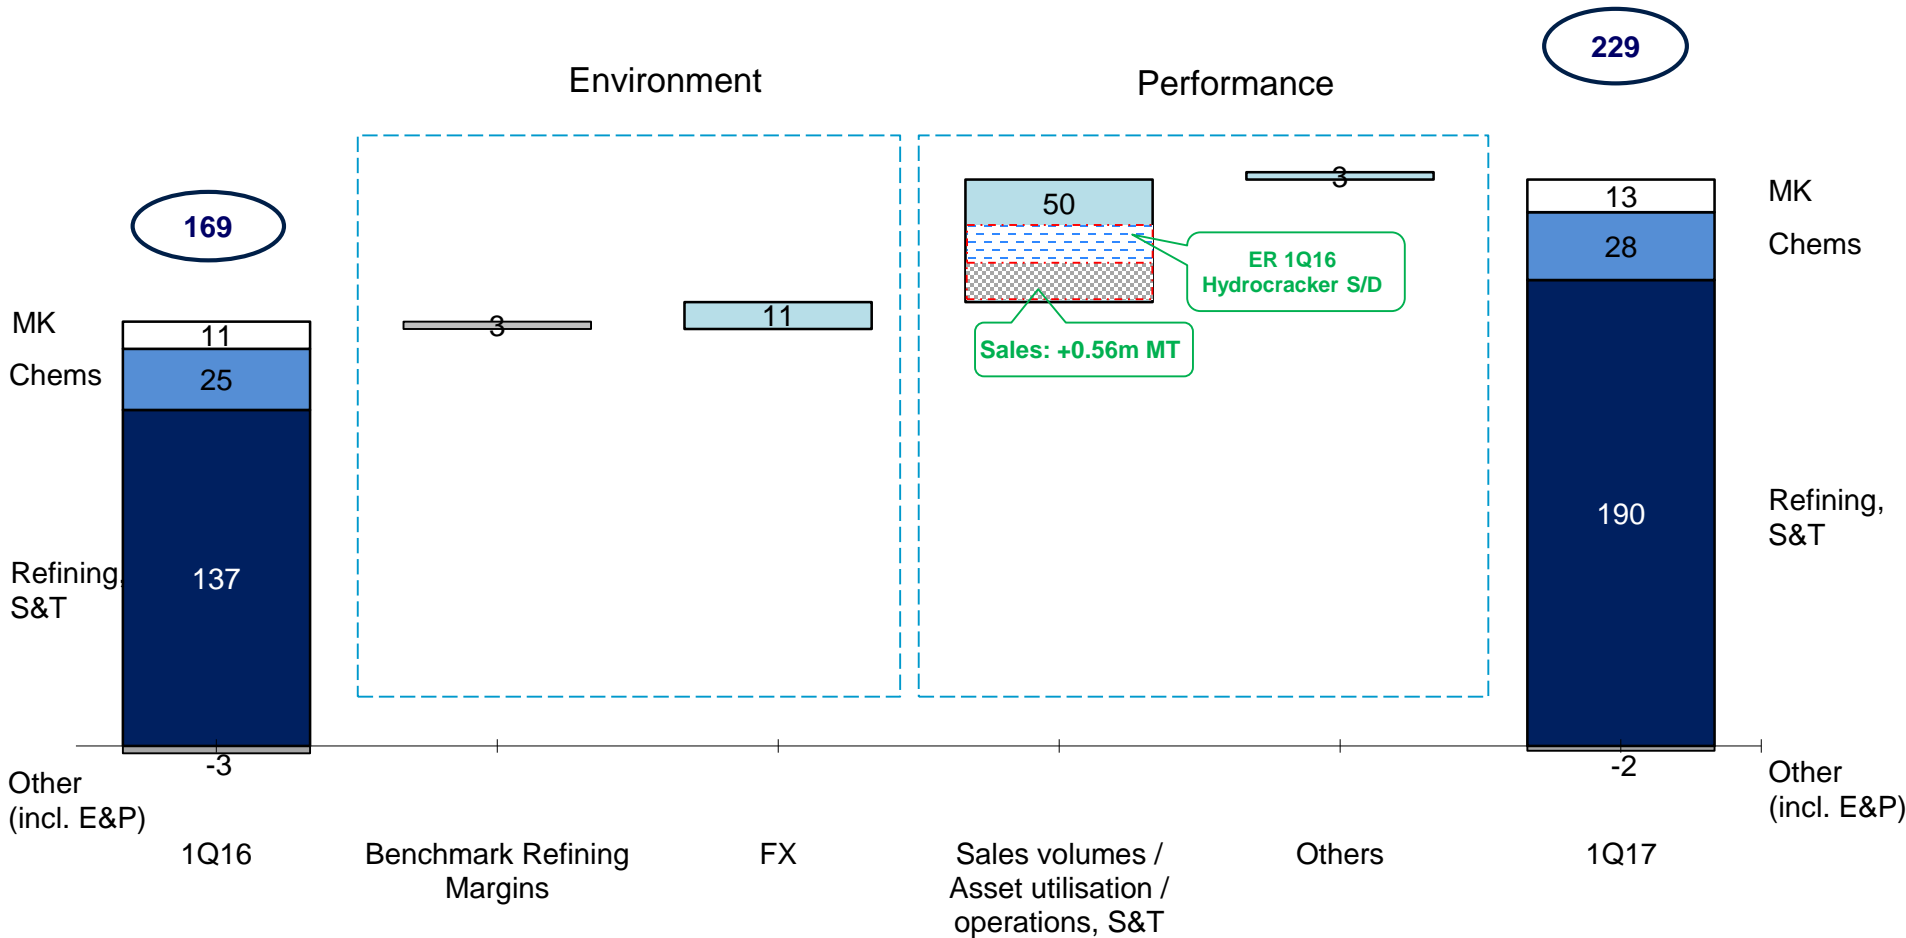 229
Environment
Performance
169
MK
Chems
Refining,
S&T
Other
(incl. E&P)
11
25
137
-3
3
11
50
3
ER 1Q16
Hydrocracker S/D
Sales: +0.56m MT
13
28
190
-2
MK
Chems
Refining,
S&T
Other
(incl. E&P)
1Q16
Benchmark Refining
Margins
FX
Sales volumes /
Asset utilisation /
operations, S&T
Others
1Q17